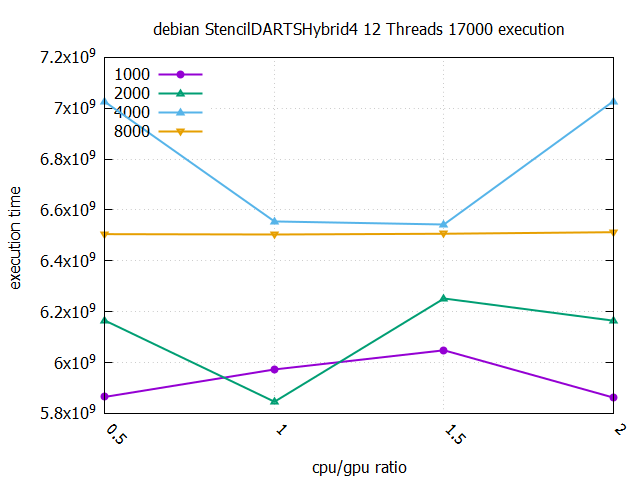 debian StencilDARTSHybrid4 12 Threads 17000 execution
7.2x10⁹
7x10⁹
6.8x10⁹
6.6x10⁹
6.4x10⁹
6.2x10⁹
6x10⁹
5.8x10⁹
execution time
1000
2000
4000
8000
0.5
1
1.5
2
cpu/gpu ratio